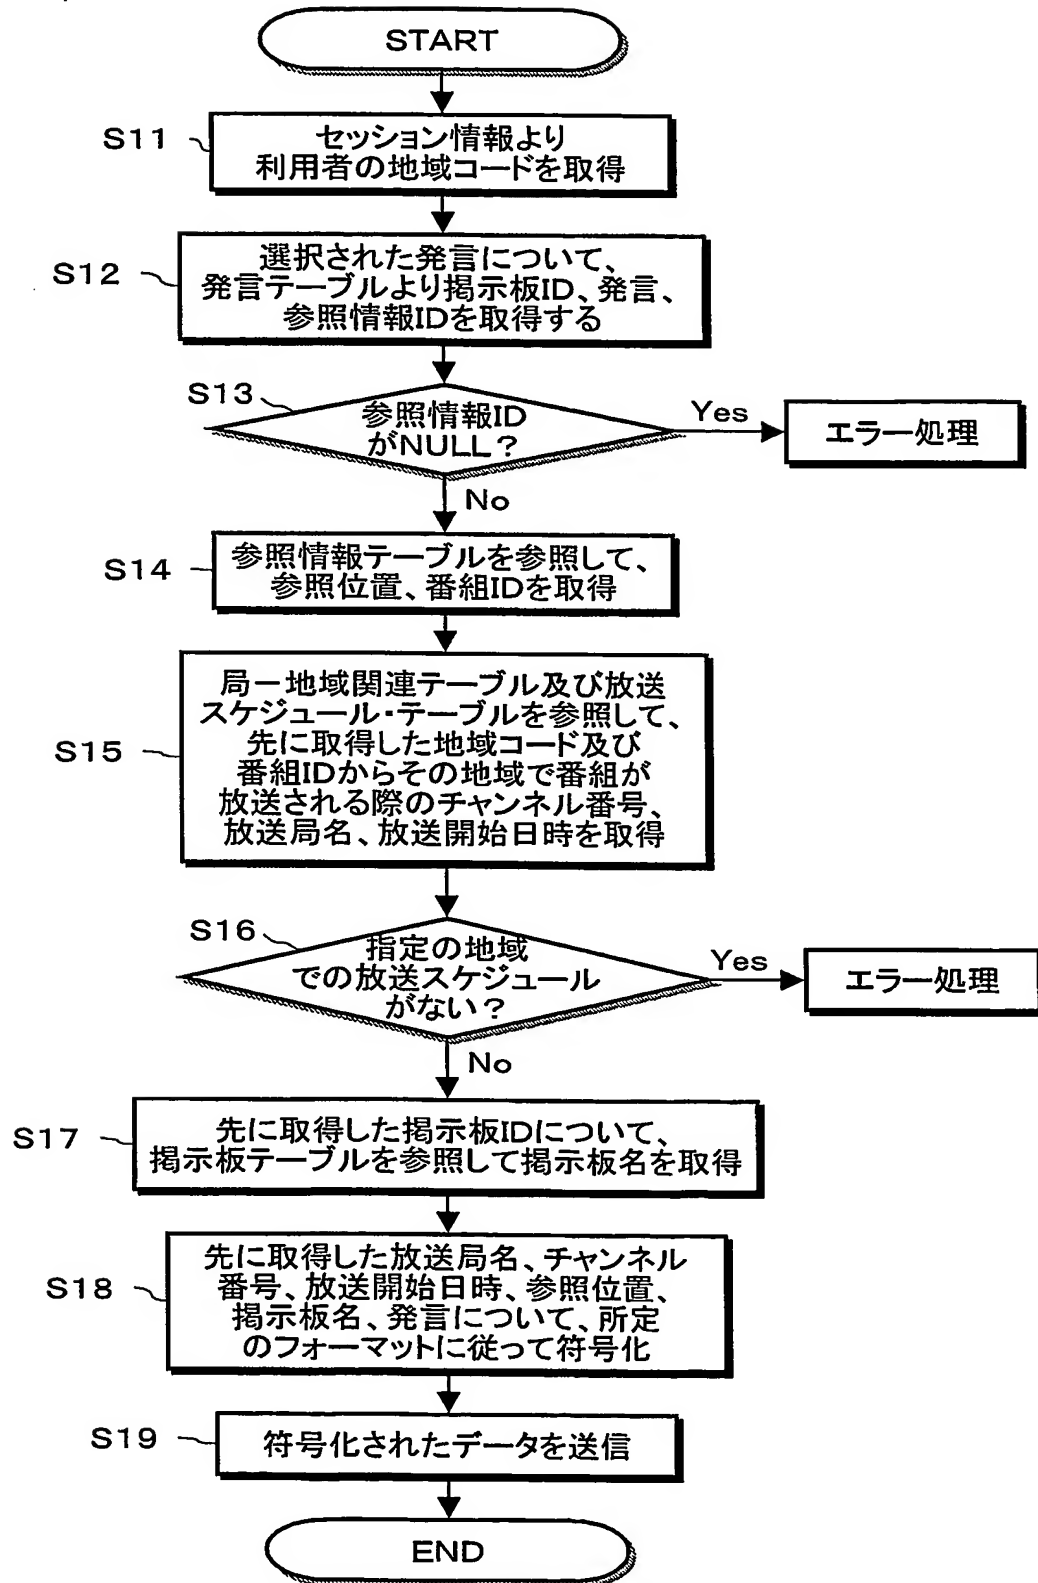 START
S11
セッション情報より
利用者の地域コードを取得
S12
選択された発言について、
発言テーブルより掲示板ID、発言、
参照情報IDを取得する
S13
参照情報ID
がNULL?
Yes
エラー処理
No
S14
参照情報テーブルを参照して、
参照位置、番組IDを取得
S15
局－地域関連テーブル及び放送
スケジュール・テーブルを参照して、
先に取得した地域コード及び
番組IDからその地域で番組が
放送される際のチャンネル番号、
放送局名、放送開始日時を取得
S16
指定の地域
での放送スケジュール
がない?
Yes
エラー処理
No
S17
先に取得した掲示板IDについて、
掲示板テーブルを参照して掲示板名を取得
S18
先に取得した放送局名、チャンネル
番号、放送開始日時、参照位置、
掲示板名、発言について、所定
のフォーマットに従って符号化
S19
符号化されたデータを送信
END